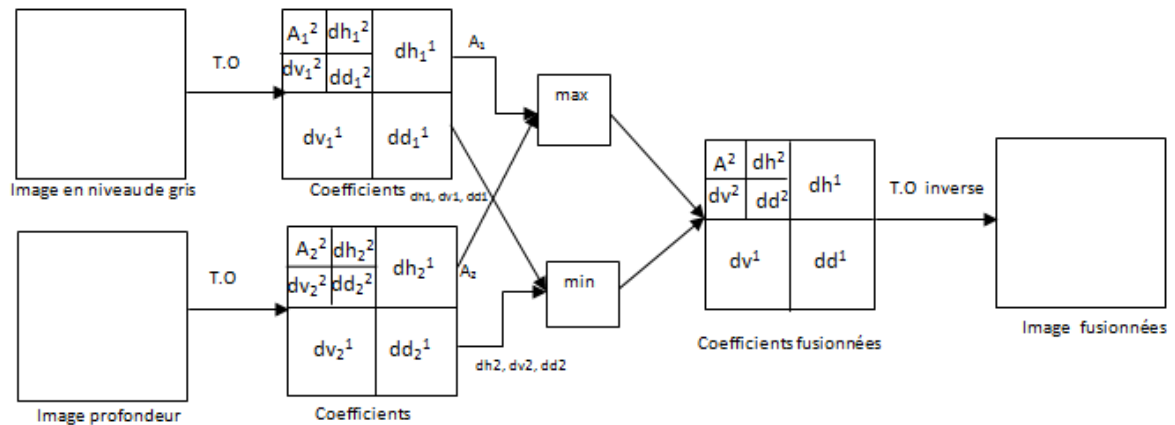 T.O
A₁² dh₁²
dv₁² dd₁²
dh₁¹
dv₁¹ dd₁¹
A₁
Image en niveau de gris
Coefficients
dh1, dv1, dd1
max
T.O
A₂² dh₂²
dv₂² dd₂²
dh₂¹
dv₂¹ dd₂¹
A₂
dh2, dv2, dd2
min
Image profondeur
Coefficients
A² dh²
dv² dd²
dh¹
dv¹ dd¹
Coefficients fusionnées
T.O inverse
Image fusionnées